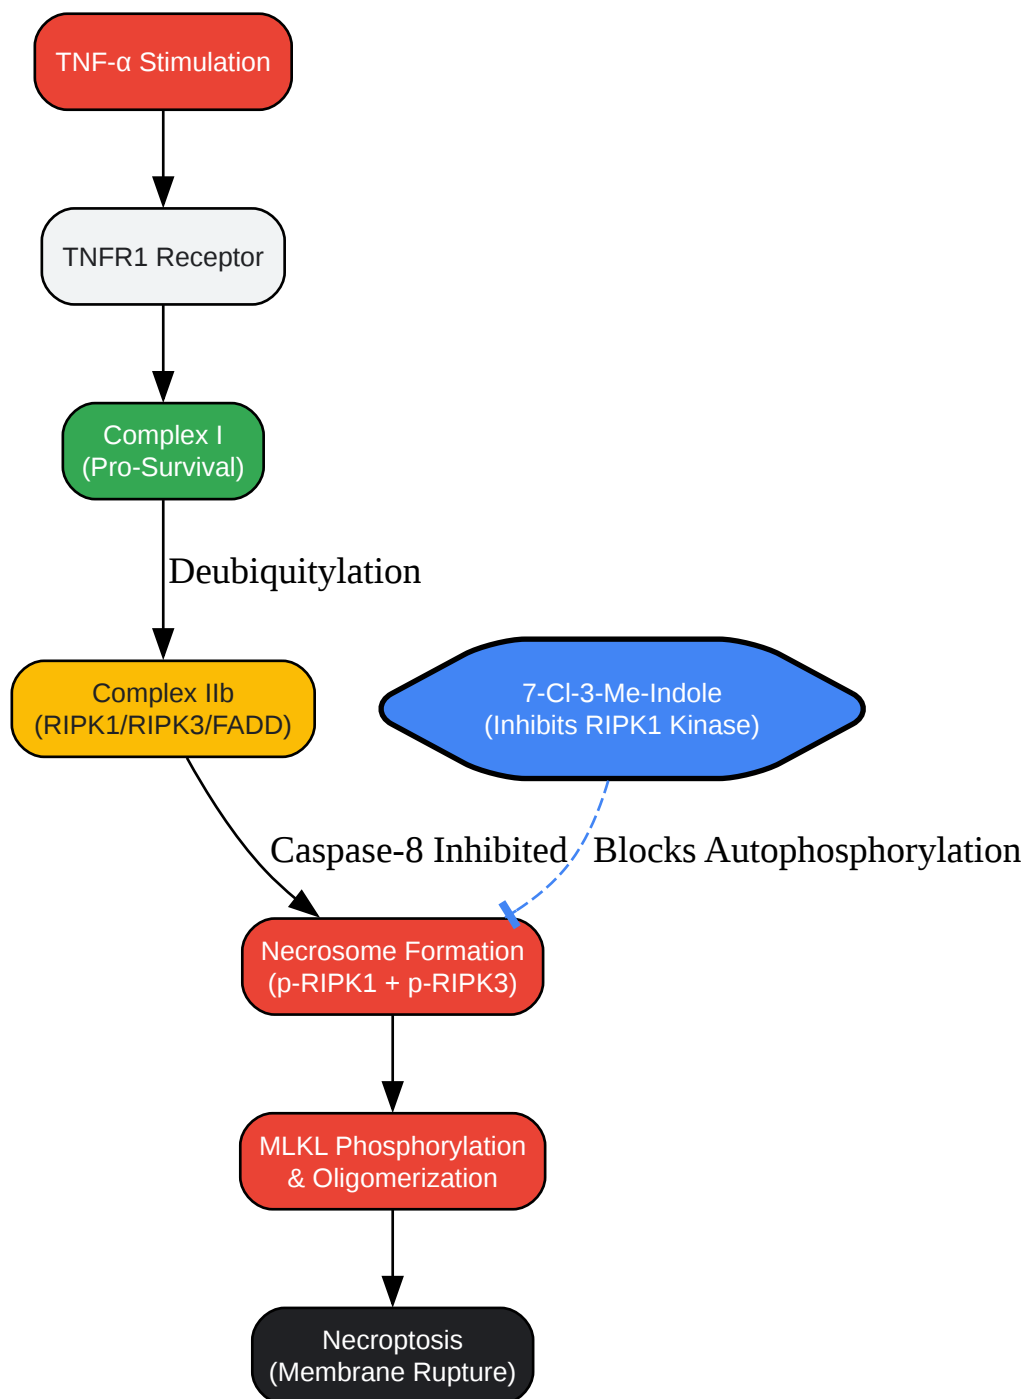 TNF-α Stimulation
TNFR1 Receptor
Complex I
(Pro-Survival)
Deubiquitylation
Complex IIb
(RIPK1/RIPK3/FADD)
7-Cl-3-Me-Indole
(Inhibits RIPK1 Kinase)
Caspase-8 Inhibited
Blocks Autophosphorylation
Necrosome Formation
(p-RIPK1 + p-RIPK3)
MLKL Phosphorylation
& Oligomerization
Necroptosis
(Membrane Rupture)